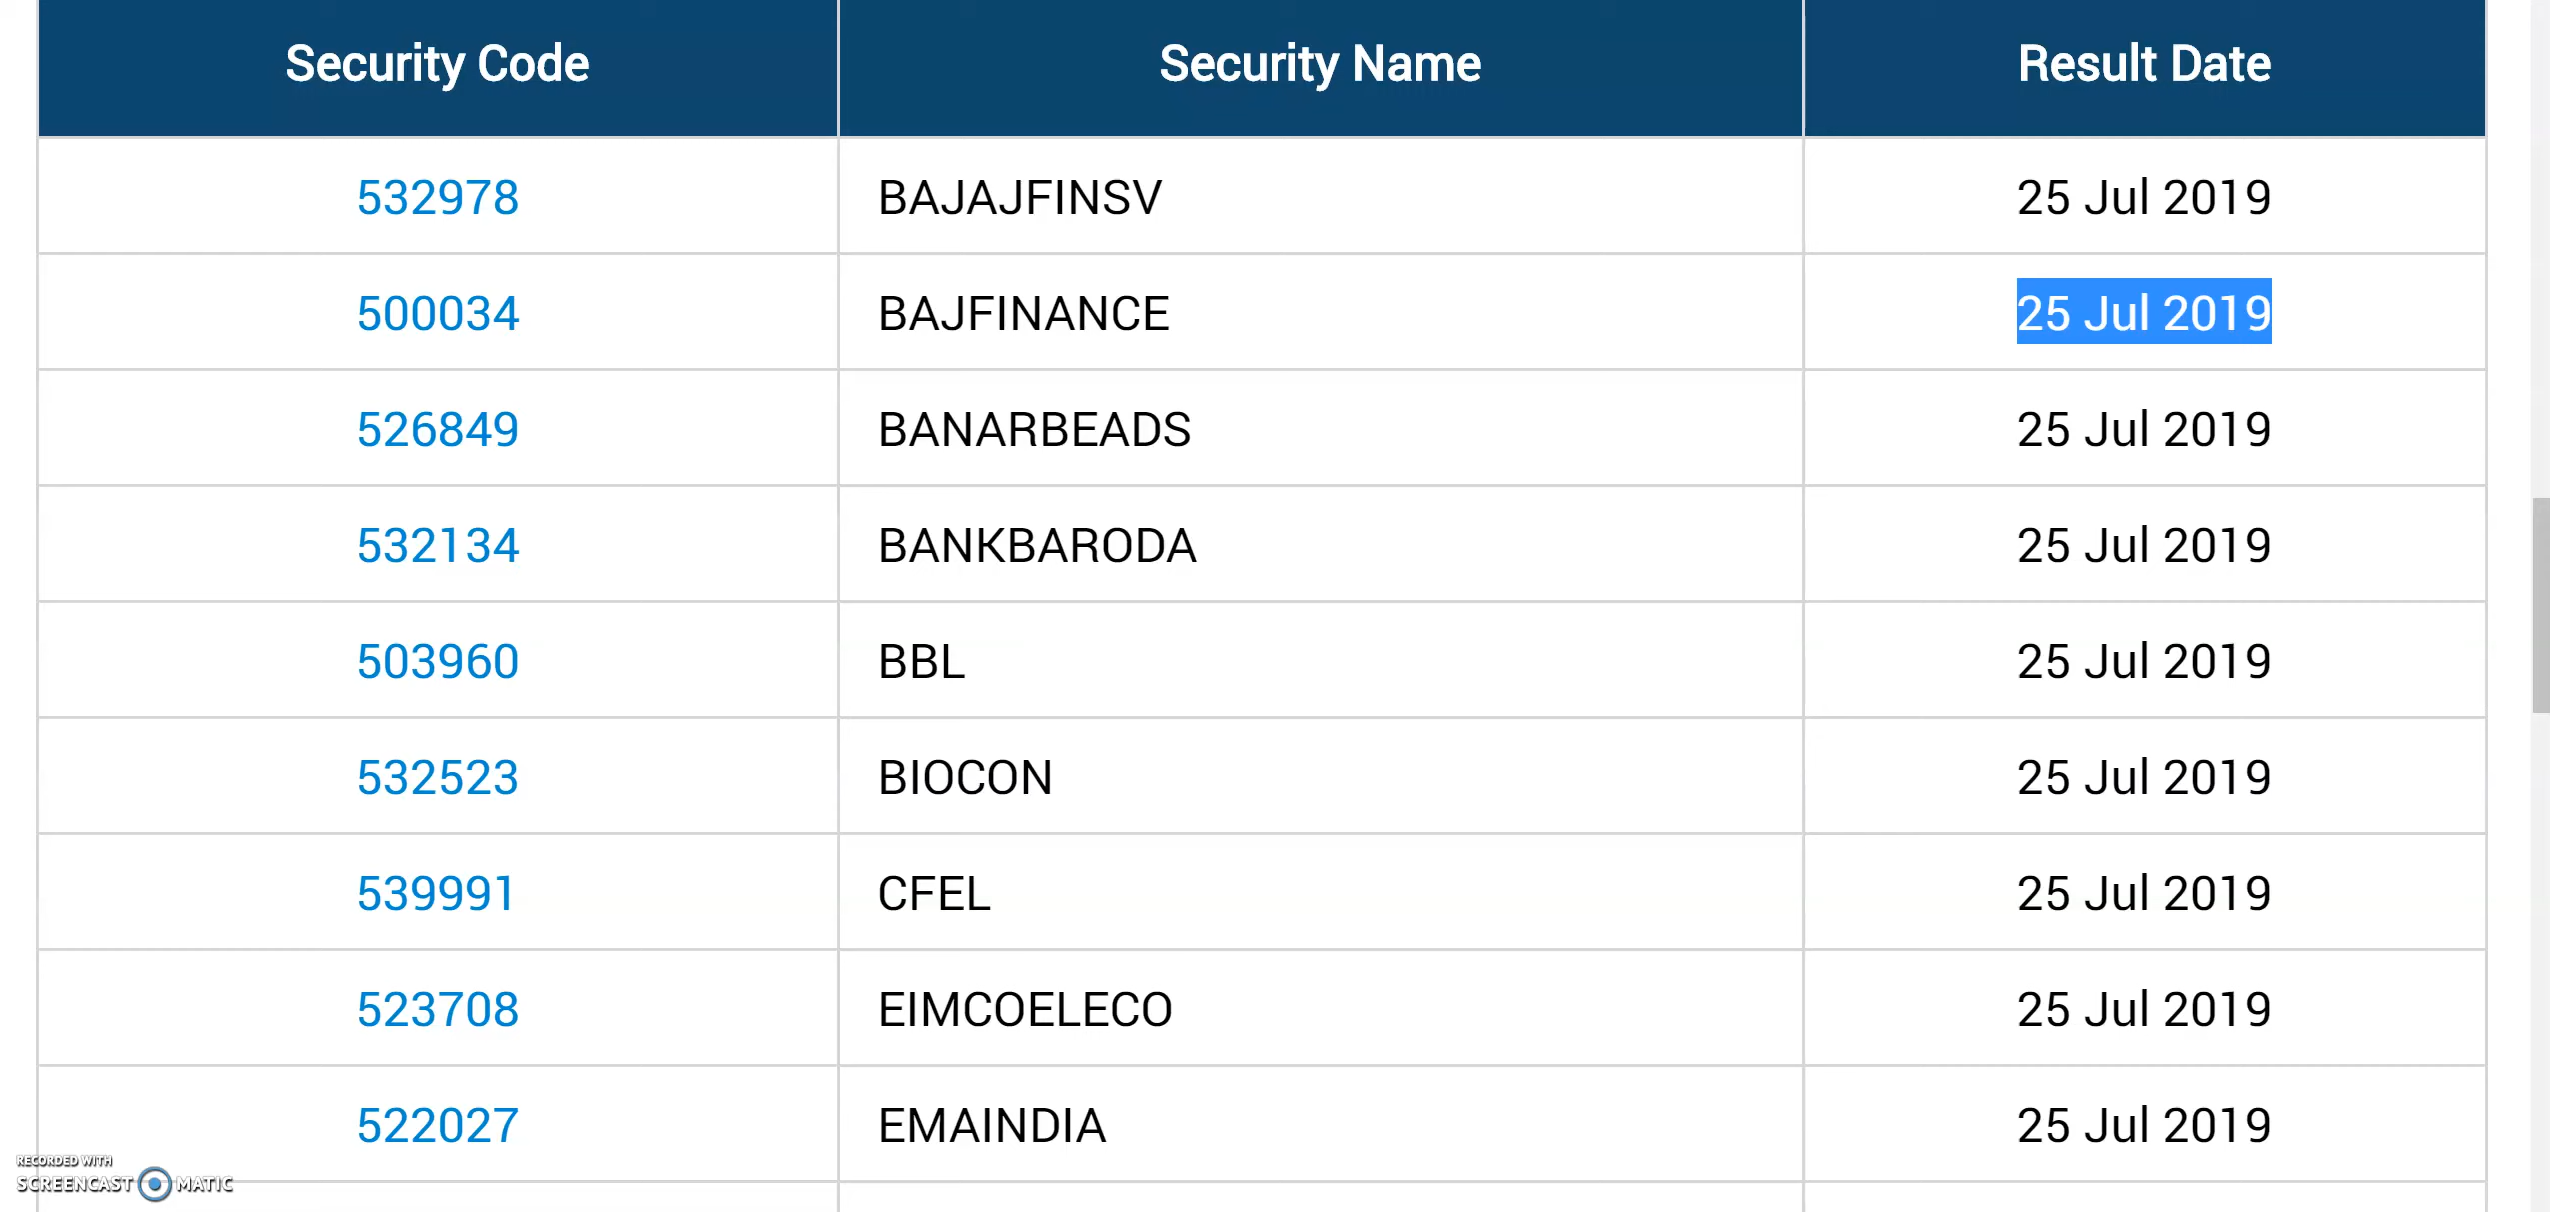 Security Code Security Name Result Date
532978 BAJAJFINSV 25 Jul 2019
500034 BAJFINANCE 25 Jul 2019
526849 BANARBEADS 25 Jul 2019
532134 BANKBARODA 25 Jul 2019
503960 BBL 25 Jul 2019
532523 BIOCON 25 Jul 2019
539991 CFEL 25 Jul 2019
523708 EIMCOELECO 25 Jul 2019
522027 EMAINDIA 25 Jul 2019
RECORDED WITH
SCREENCAST MATIC